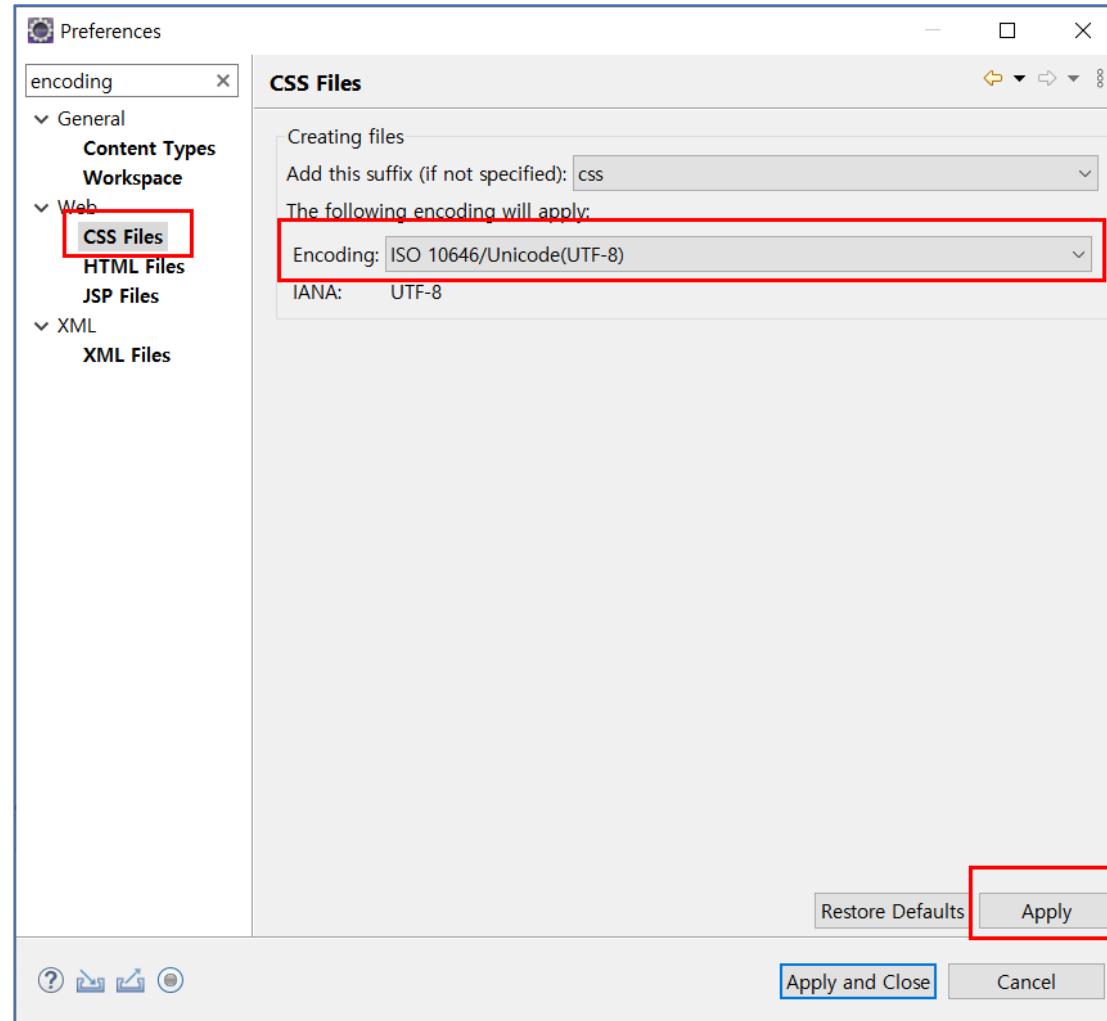 Preferences
encoding
General
Content Types
Workspace
Web
CSS Files
HTML Files
JSP Files
XML
XML Files
CSS Files
Creating files
Add this suffix (if not specified): css
The following encoding will apply:
Encoding: ISO 10646/Unicode(UTF-8)
IANA: UTF-8
Restore Defaults Apply
Apply and Close Cancel